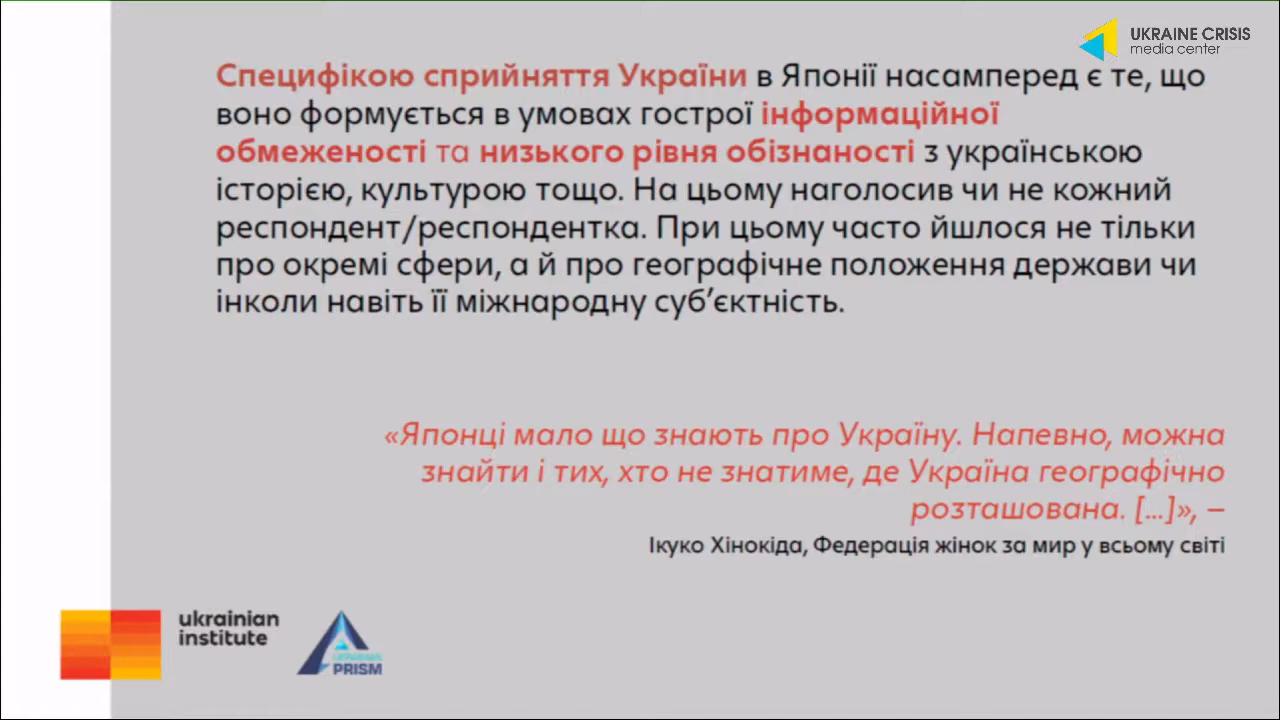 UKRAINE CRISIS
media center
Специфікою сприйняття України в Японії насамперед є те, що
воно формується в умовах гострої інформаційної
обмеженості та низького рівня обізнаності з українською
історією, культурою тощо. На цьому наголосив чи не кожний
респондент/респондентка. При цьому часто йшлося не тільки
про окремі сфери, а й про географічне положення держави чи
інколи навіть її міжнародну суб’єктність.
«Японці мало що знають про Україну. Напевно, можна
знайти і тих, хто не знатиме, де Україна географічно
розташована. […]», –
Ікуко Хінокіда, Федерація жінок за мир у всьому світі
ukrainian
institute
UKRAINIAN
PRISM